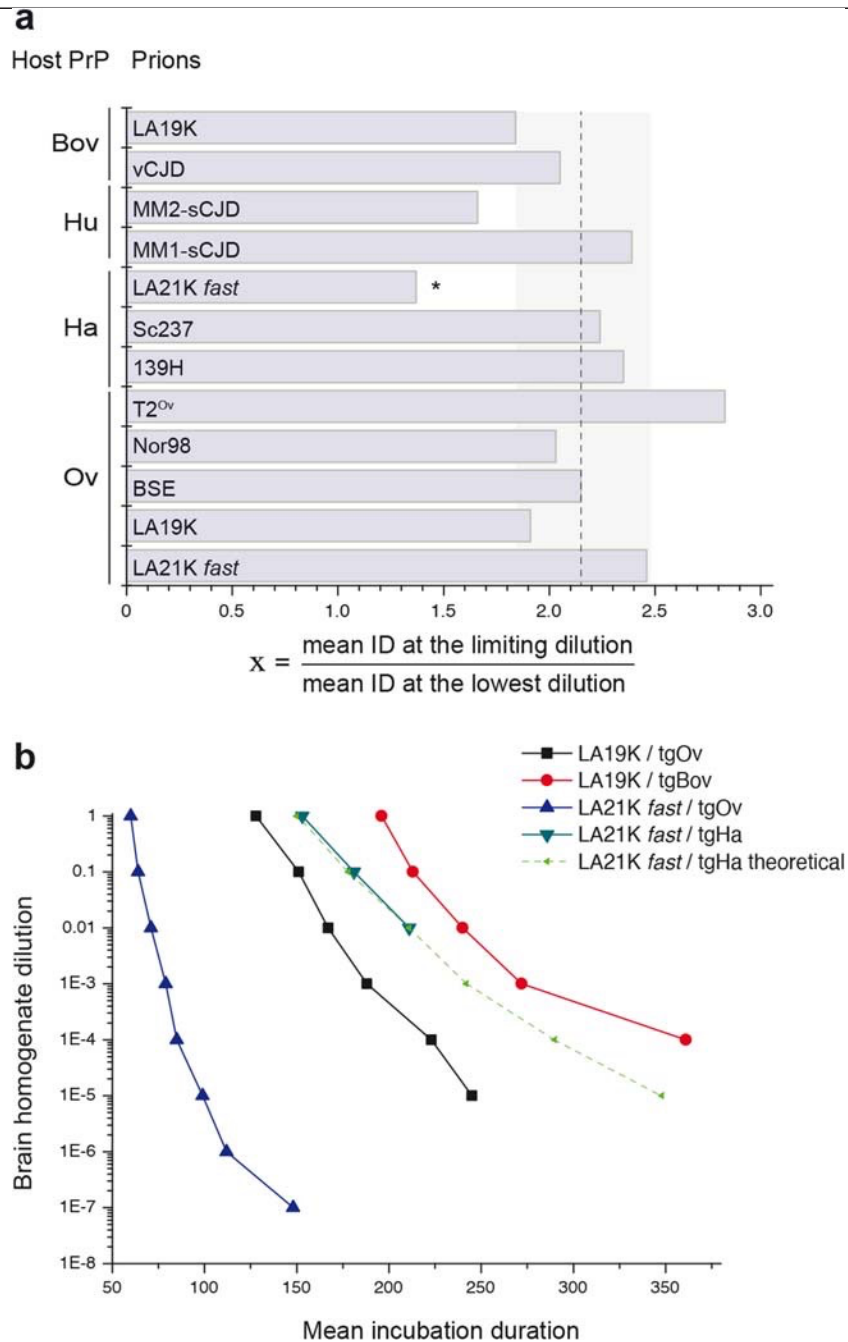 a
Host PrP Prions
Bov
LA19K
vCJD
Hu
MM2-sCJD
MM1-sCJD
Ha
LA21K fast *
Sc237
139H
Ov
T2Ov
Nor98
BSE
LA19K
LA21K fast
0 0.5 1.0 1.5 2.0 2.5 3.0
x = mean ID at the limiting dilution
mean ID at the lowest dilution
b
LA19K / tgOv
LA19K / tgBov
LA21K fast / tgOv
LA21K fast / tgHa
LA21K fast / tgHa theoretical
Brain homogenate dilution
1
0.1
0.01
1E-3
1E-4
1E-5
1E-6
1E-7
1E-8
50 100 150 200 250 300 350
Mean incubation duration